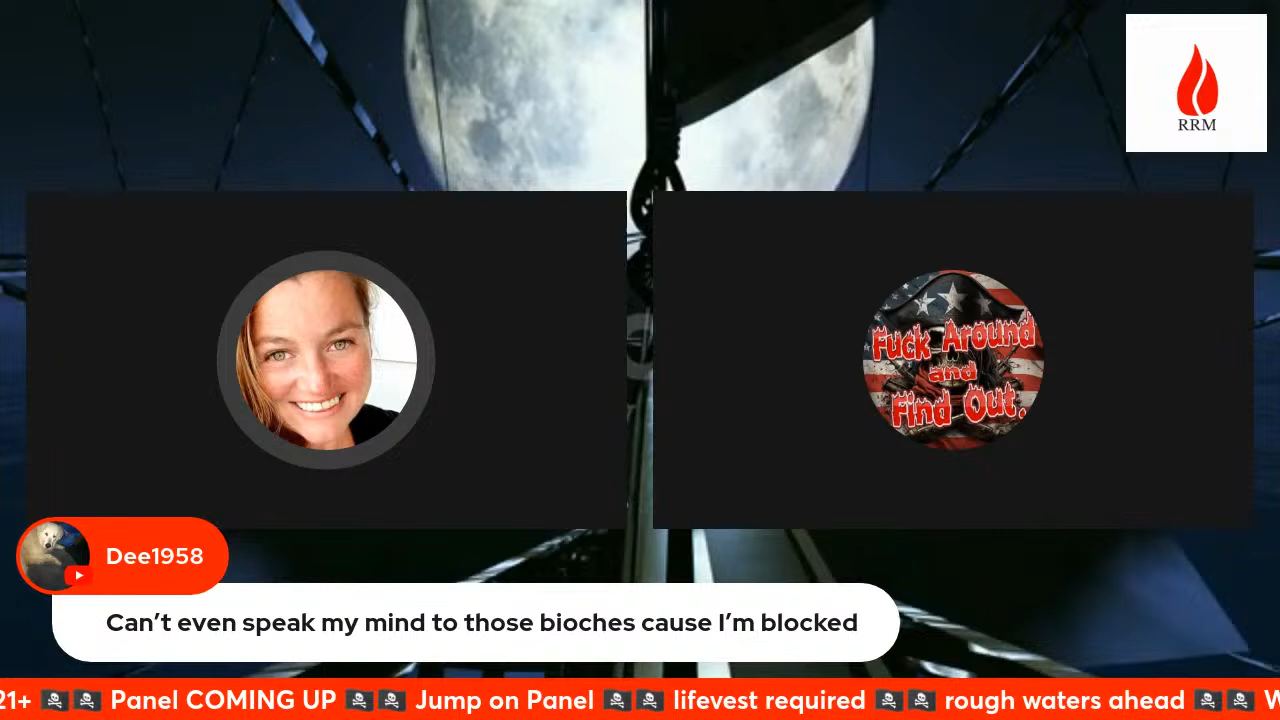 RRM
Fuck Around
and
Find Out.
Dee1958
Can’t even speak my mind to those bioches cause I’m blocked
21+ 🏴‍☠️🏴‍☠️ Panel COMING UP 🏴‍☠️🏴‍☠️ Jump on Panel 🏴‍☠️🏴‍☠️ lifevest required 🏴‍☠️🏴‍☠️ rough waters ahead 🏴‍☠️🏴‍☠️ W